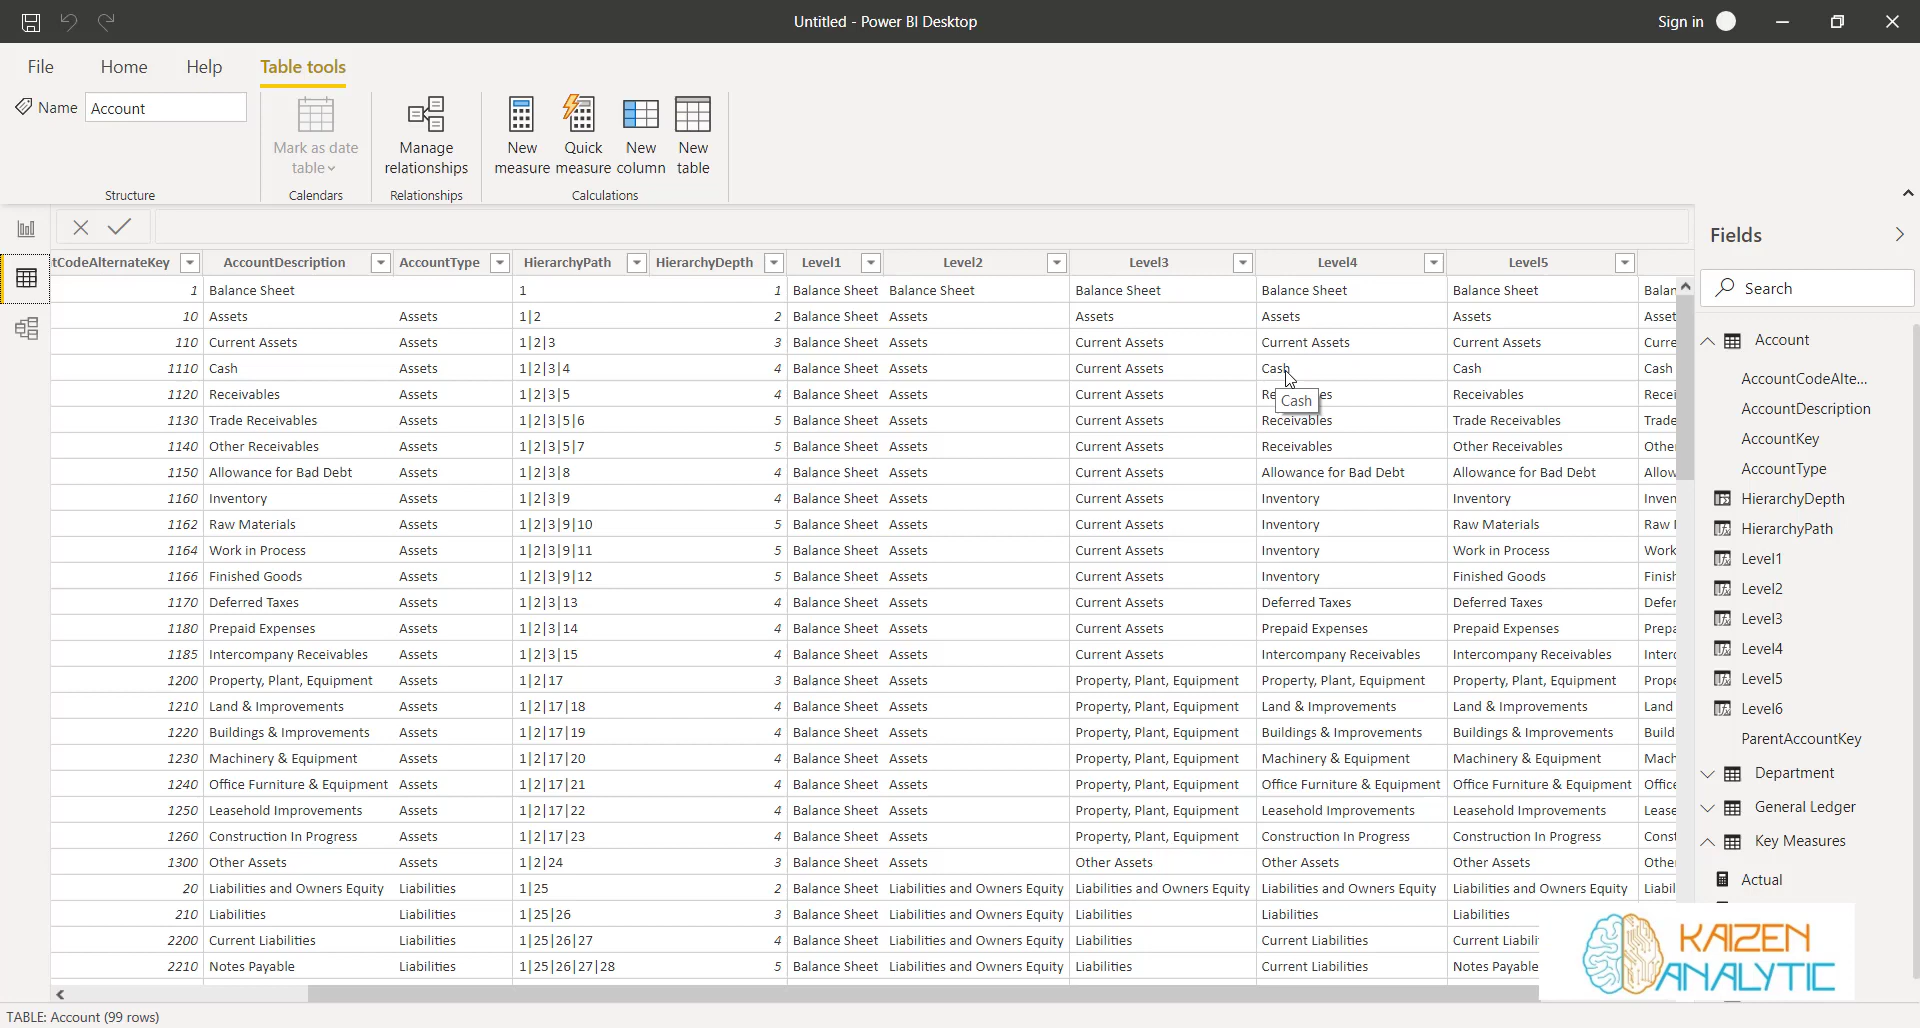 Untitled - Power BI Desktop
Sign in
File Home Help Table tools
Name Account
Mark as date table
Manage relationships
New measure
Quick measure
New column
New table
Structure Calendars Relationships Calculations
tCodeAlternateKey AccountDescription AccountType HierarchyPath HierarchyDepth Level1 Level2 Level3 Level4 Level5
1 Balance Sheet 1 1 Balance Sheet Balance Sheet Balance Sheet Balance Sheet Balance Sheet Balan
10 Assets Assets 1|2 2 Balance Sheet Assets Assets Assets Assets Asset
110 Current Assets Assets 1|2|3 3 Balance Sheet Assets Current Assets Current Assets Current Assets Curre
1110 Cash Assets 1|2|3|4 4 Balance Sheet Assets Current Assets Cash Cash Cash
1120 Receivables Assets 1|2|3|5 4 Balance Sheet Assets Current Assets Receivables Receivables Recei
Cash
1130 Trade Receivables Assets 1|2|3|5|6 5 Balance Sheet Assets Current Assets Receivables Trade Receivables Trade
1140 Other Receivables Assets 1|2|3|5|7 5 Balance Sheet Assets Current Assets Receivables Other Receivables Other
1150 Allowance for Bad Debt Assets 1|2|3|8 4 Balance Sheet Assets Current Assets Allowance for Bad Debt Allowance for Bad Debt Allow
1160 Inventory Assets 1|2|3|9 4 Balance Sheet Assets Current Assets Inventory Inventory Inven
1162 Raw Materials Assets 1|2|3|9|10 5 Balance Sheet Assets Current Assets Inventory Raw Materials Raw
1164 Work in Process Assets 1|2|3|9|11 5 Balance Sheet Assets Current Assets Inventory Work in Process Work
1166 Finished Goods Assets 1|2|3|9|12 5 Balance Sheet Assets Current Assets Inventory Finished Goods Finish
1170 Deferred Taxes Assets 1|2|3|13 4 Balance Sheet Assets Current Assets Deferred Taxes Deferred Taxes Defer
1180 Prepaid Expenses Assets 1|2|3|14 4 Balance Sheet Assets Current Assets Prepaid Expenses Prepaid Expenses Prepa
1185 Intercompany Receivables Assets 1|2|3|15 4 Balance Sheet Assets Current Assets Intercompany Receivables Intercompany Receivables Interc
1200 Property, Plant, Equipment Assets 1|2|17 3 Balance Sheet Assets Property, Plant, Equipment Property, Plant, Equipment Property, Plant, Equipment Prope
1210 Land & Improvements Assets 1|2|17|18 4 Balance Sheet Assets Property, Plant, Equipment Land & Improvements Land & Improvements Land
1220 Buildings & Improvements Assets 1|2|17|19 4 Balance Sheet Assets Property, Plant, Equipment Buildings & Improvements Buildings & Improvements Build
1230 Machinery & Equipment Assets 1|2|17|20 4 Balance Sheet Assets Property, Plant, Equipment Machinery & Equipment Machinery & Equipment Mach
1240 Office Furniture & Equipment Assets 1|2|17|21 4 Balance Sheet Assets Property, Plant, Equipment Office Furniture & Equipment Office Furniture & Equipment Office
1250 Leasehold Improvements Assets 1|2|17|22 4 Balance Sheet Assets Property, Plant, Equipment Leasehold Improvements Leasehold Improvements Lease
1260 Construction In Progress Assets 1|2|17|23 4 Balance Sheet Assets Property, Plant, Equipment Construction In Progress Construction In Progress Const
1300 Other Assets Assets 1|2|24 3 Balance Sheet Assets Other Assets Other Assets Other Assets Othe
20 Liabilities and Owners Equity Liabilities 1|25 2 Balance Sheet Liabilities and Owners Equity Liabilities and Owners Equity Liabilities and Owners Equity Liabilities and Owners Equity Liabil
210 Liabilities Liabilities 1|25|26 3 Balance Sheet Liabilities and Owners Equity Liabilities Liabilities Liabilities
2200 Current Liabilities Liabilities 1|25|26|27 4 Balance Sheet Liabilities and Owners Equity Liabilities Current Liabilities Current Liabili
2210 Notes Payable Liabilities 1|25|26|27|28 5 Balance Sheet Liabilities and Owners Equity Liabilities Current Liabilities Notes Payable
Fields
Search
Account
AccountCodeAlte...
AccountDescription
AccountKey
AccountType
HierarchyDepth
HierarchyPath
Level1
Level2
Level3
Level4
Level5
Level6
ParentAccountKey
Department
General Ledger
Key Measures
Actual
KAIZEN
ANALYTIC
TABLE: Account (99 rows)